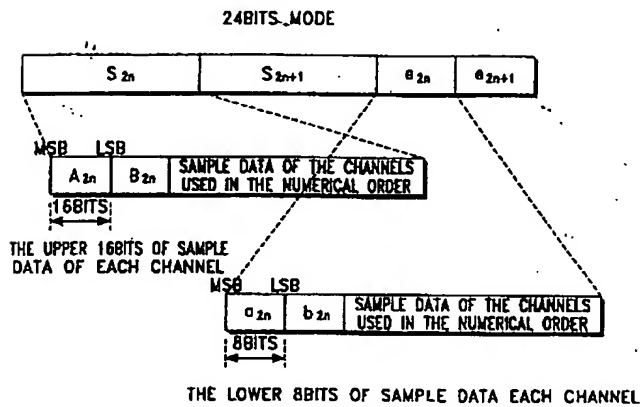 24BITS MODE
S2n S2n+1 e2n e2n+1
MSB LSB
A2n B2n SAMPLE DATA OF THE CHANNELS
USED IN THE NUMERICAL ORDER
16BITS
THE UPPER 16BITS OF SAMPLE
DATA OF EACH CHANNEL
MSB LSB
a2n b2n SAMPLE DATA OF THE CHANNELS
USED IN THE NUMERICAL ORDER
8BITS
THE LOWER 8BITS OF SAMPLE DATA EACH CHANNEL